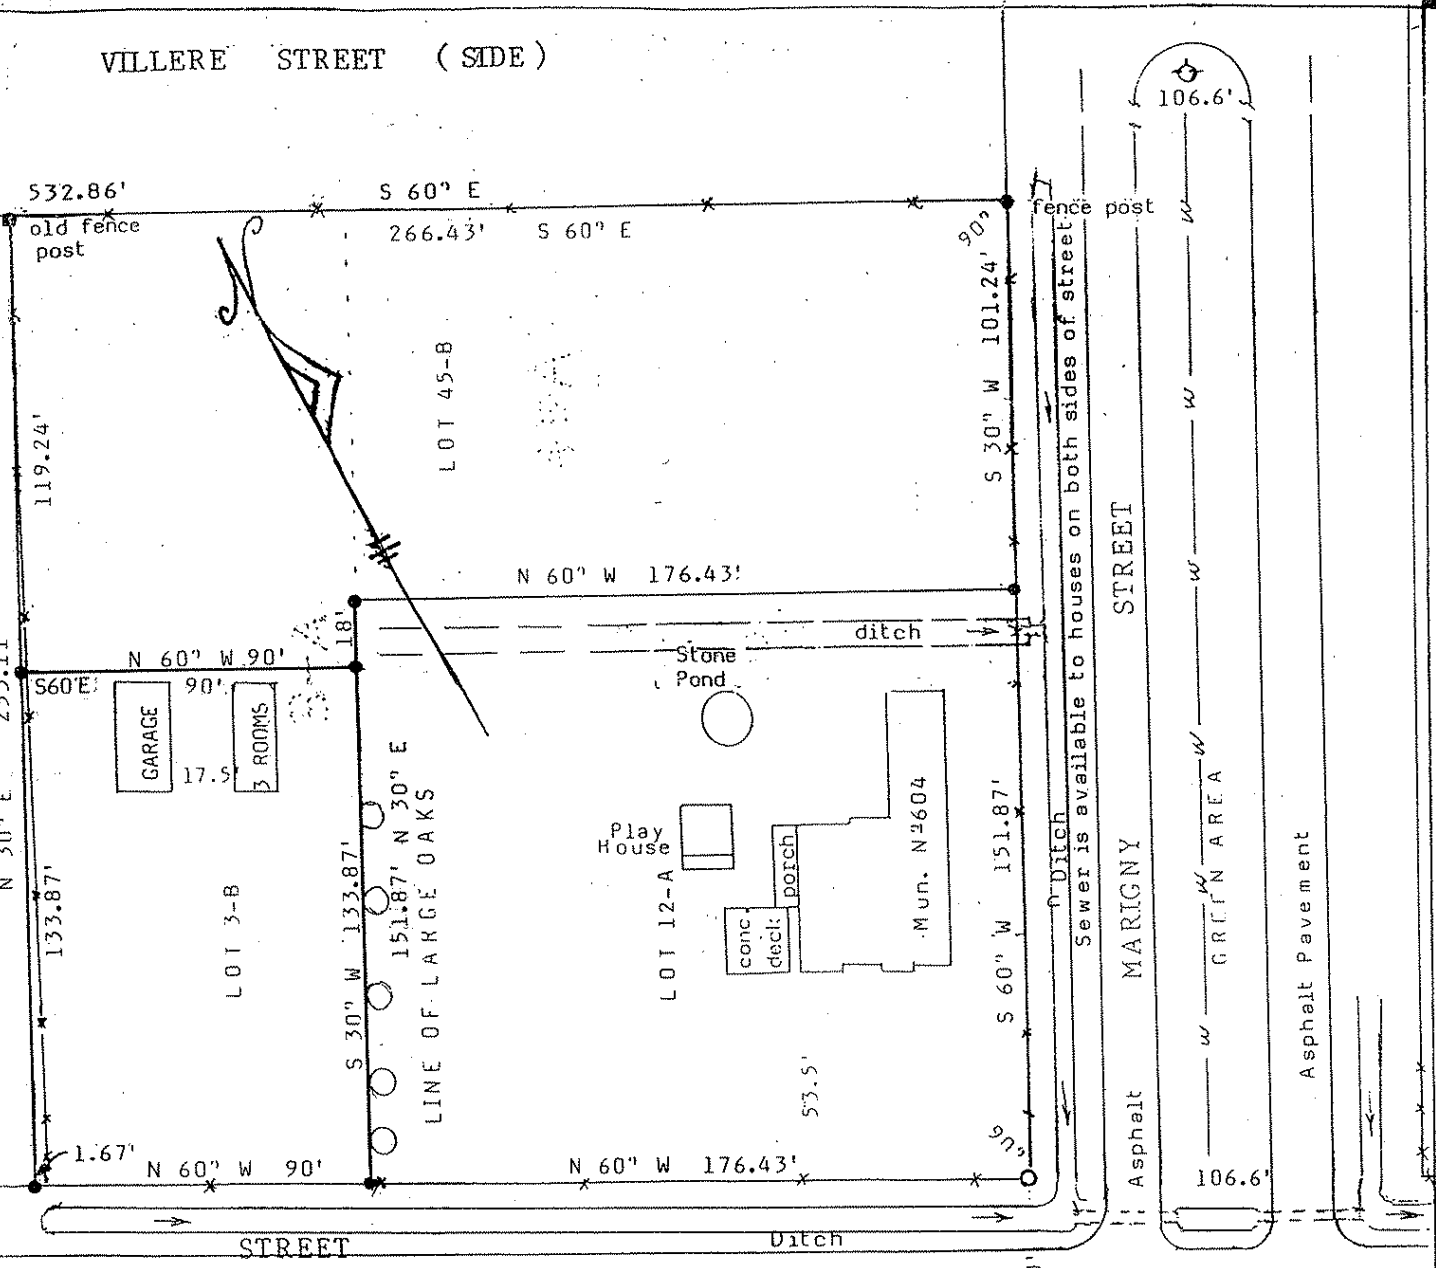 VILLERE STREET (SIDE)
106.6'
532.86'
S 60° E
old fence
post
266.43' S 60° E
fence post
90°
S 30° W 101.24'
119.24'
LOT 45-B
Sewer is available to houses on both sides of street.
N 60° W 176.43'
18'
ditch
N 60° W 90'
S60E
90'
Stone
Pond
GARAGE
17.5'
3 ROOMS
N 30° E
133.87'
LOT 3-B
S 30° W 133.87'
151.87' N 30° E
LINE OF LARGE OAKS
Play
House
LOT 12-A
porch
conc.
deck
Mun. Nº604
S 60° W 151.87'
Ditch
MARIGNY STREET
GREEN AREA
Asphalt Pavement
Asphalt
53.5'
1.67'
N 60° W 90'
N 60° W 176.43'
106.6'
STREET
Ditch
W
W
W
W
W
W